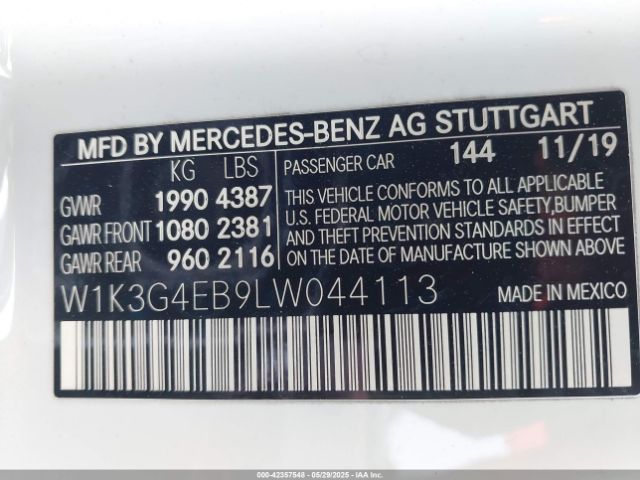 MFD BY MERCEDES-BENZ AG STUTTGART
KG LBS PASSENGER CAR 144 11/19
GVWR 1990 4387
GAWR FRONT 1080 2381
GAWR REAR 960 2116
THIS VEHICLE CONFORMS TO ALL APPLICABLE
U.S. FEDERAL MOTOR VEHICLE SAFETY, BUMPER
AND THEFT PREVENTION STANDARDS IN EFFECT
ON THE DATE OF MANUFACTURE SHOWN ABOVE.
W1K3G4EB9LW044113 MADE IN MEXICO
000-42357548 05/29/2025 IAAI.COM